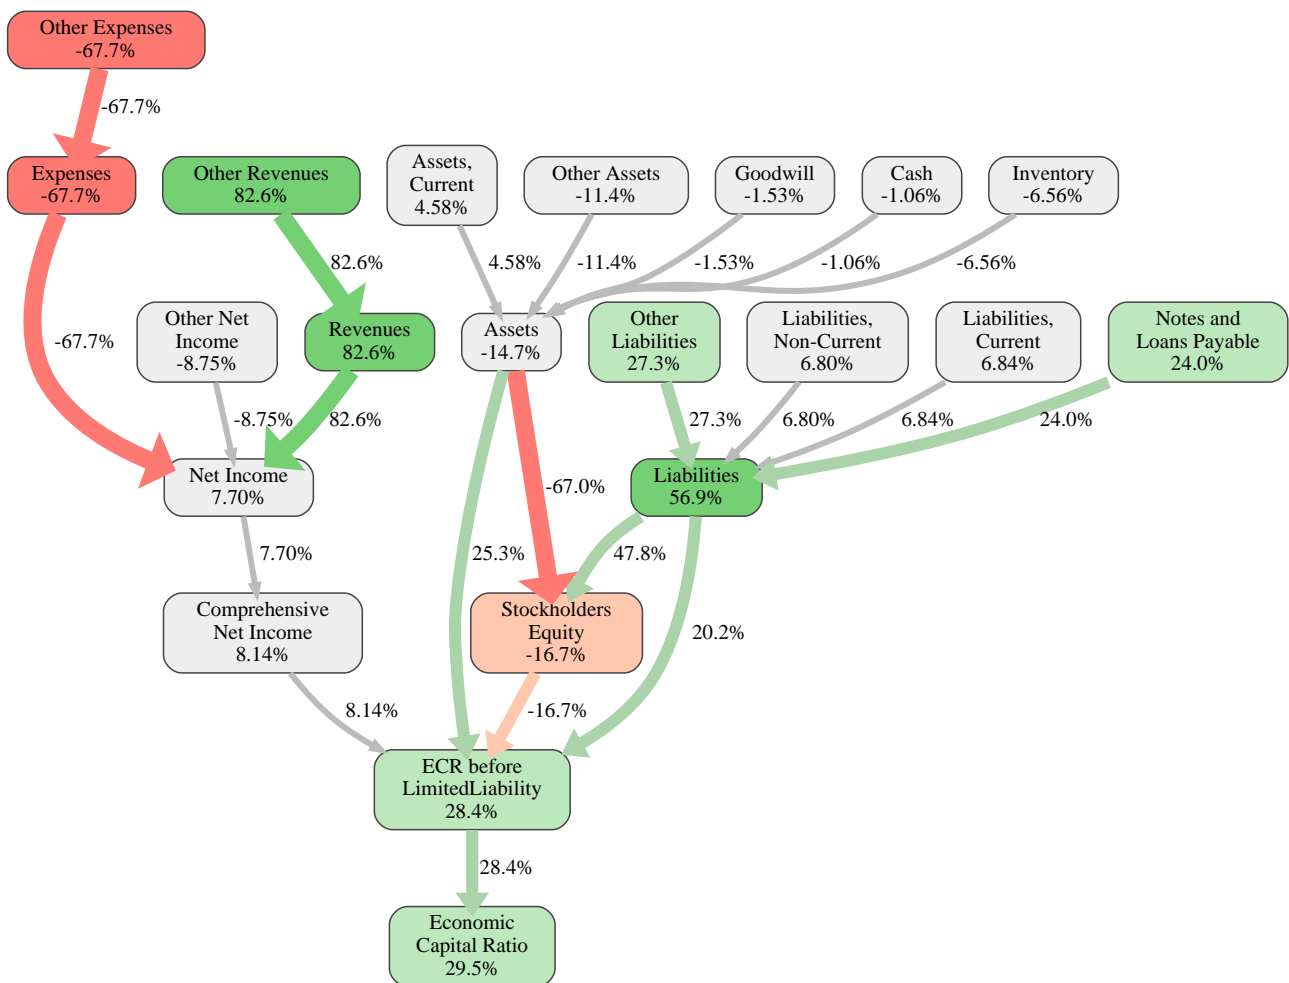 Other Expenses
-67.7%
-67.7%
Expenses
-67.7%
Other Revenues
82.6%
Assets,
Current
4.58%
Other Assets
-11.4%
Goodwill
-1.53%
Cash
-1.06%
Inventory
-6.56%
82.6%
4.58%
-11.4%
-1.53%
-1.06%
-6.56%
-67.7%
Other Net
Income
-8.75%
Revenues
82.6%
Assets
-14.7%
Other
Liabilities
27.3%
Liabilities,
Non-Current
6.80%
Liabilities,
Current
6.84%
Notes and
Loans Payable
24.0%
-8.75%
82.6%
27.3%
6.80%
6.84%
24.0%
Net Income
7.70%
-67.0%
Liabilities
56.9%
7.70%
25.3%
47.8%
Comprehensive
Net Income
8.14%
Stockholders
Equity
-16.7%
20.2%
8.14%
-16.7%
ECR before
LimitedLiability
28.4%
28.4%
Economic
Capital Ratio
29.5%